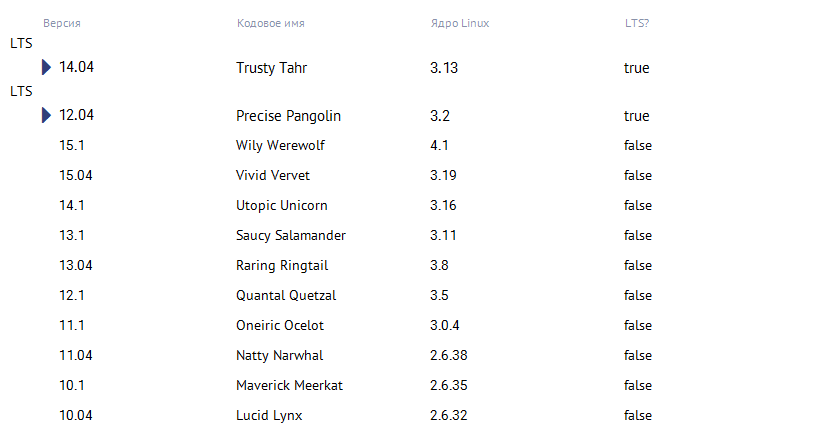 Версия Кодовое имя Ядро Linux LTS?
LTS
14.04 Trusty Tahr 3.13 true
LTS
12.04 Precise Pangolin 3.2 true
15.1 Wily Werewolf 4.1 false
15.04 Vivid Vervet 3.19 false
14.1 Utopic Unicorn 3.16 false
13.1 Saucy Salamander 3.11 false
13.04 Raring Ringtail 3.8 false
12.1 Quantal Quetzal 3.5 false
11.1 Oneiric Ocelot 3.0.4 false
11.04 Natty Narwhal 2.6.38 false
10.1 Maverick Meerkat 2.6.35 false
10.04 Lucid Lynx 2.6.32 false